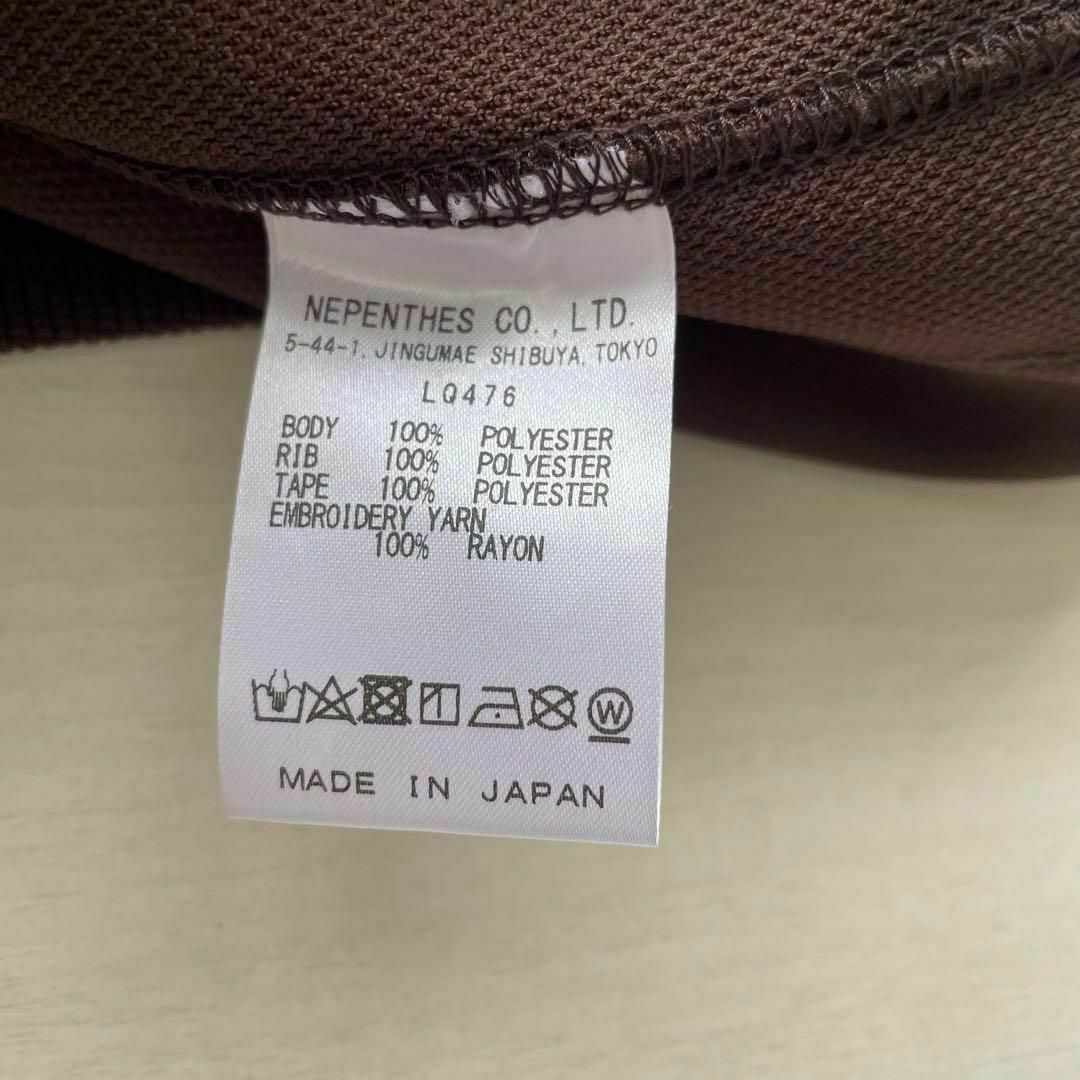 NEPENTHES CO., LTD.
5-44-1, JINGUMAE SHIBUYA, TOKYO
LQ476
BODY 100% POLYESTER
RIB 100% POLYESTER
TAPE 100% POLYESTER
EMBROIDERY YARN
100% RAYON
W
MADE IN JAPAN